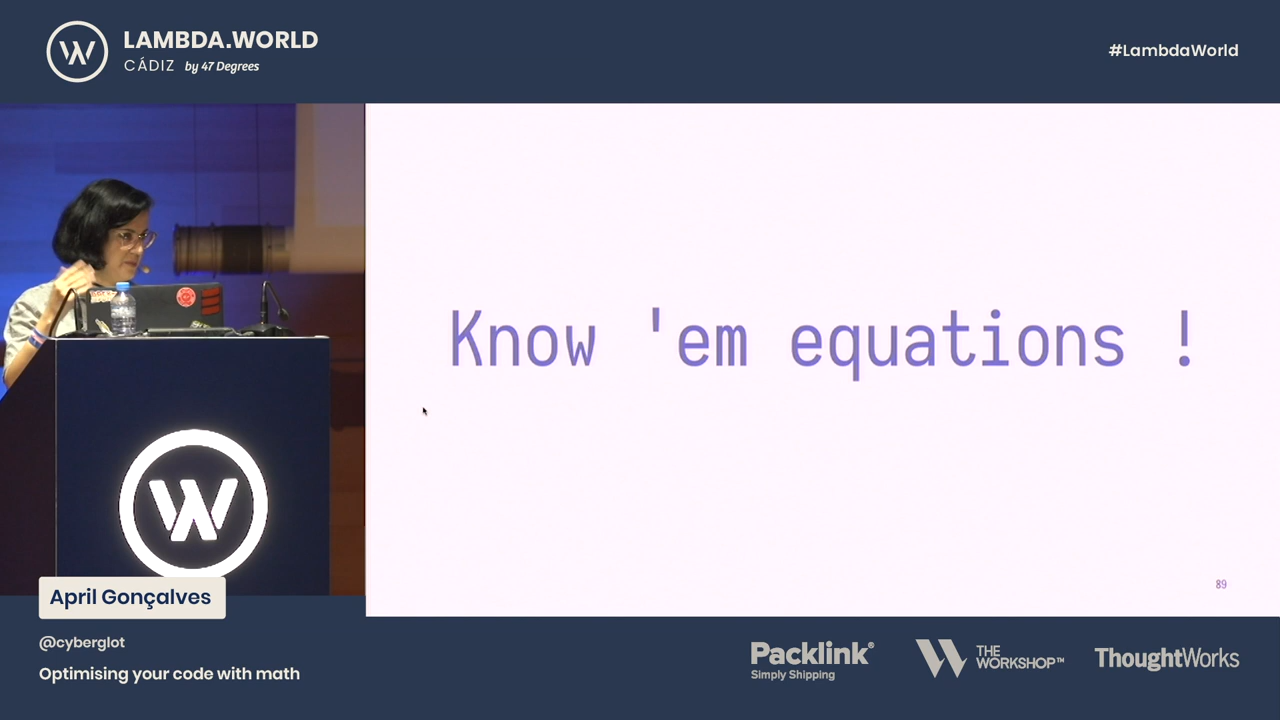 LAMBDA.WORLD
CÁDIZ by 47 Degrees
#LambdaWorld
Know 'em equations !
89
April Gonçalves
@cyberglot
Optimising your code with math
Packlink®
Simply Shipping
THE
WORKSHOP™
ThoughtWorks